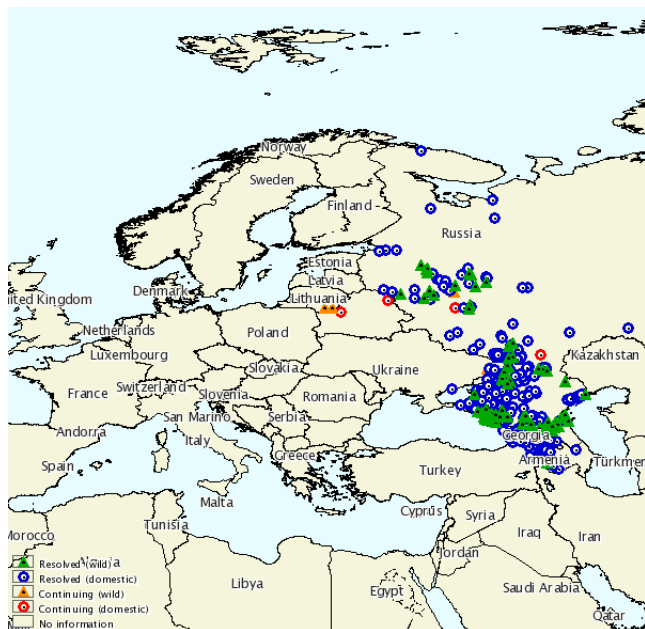 Norway
Sweden
Finland -
Russia
Estonia
Latvia
Denmark
Lithuania
United Kingdom
Netherlands
Poland
Luxembourg
Kazakhstan
Slovakia
Ukraine
Switzerland
France
Slovenia
Romania
San Marino
Serbia
Andorra
Italy
Georgia
Greece
Armenia
Spain
Turkey
Türkmen
Malta
Cyprus
Syria
Tunisia
Iraq
Iran
Morocco
Jordan
Algeria
Libya
Egypt
Saudi Arabia
Qatar
Resolved (wild)
Resolved (domestic)
Continuing (wild)
Continuing (domestic)
No information